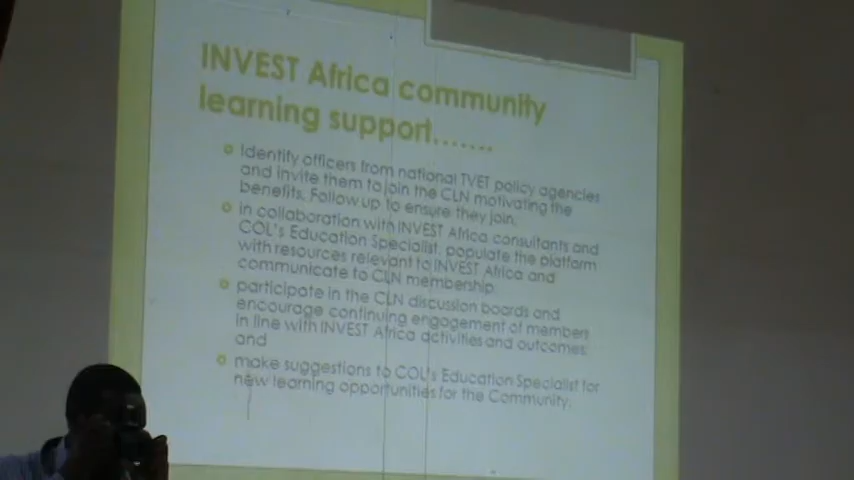 INVEST Africa community
learning support.......
Identify officers from national TVET policy agencies
and invite them to join the CLN motivating the
benefits. Follow up to ensure they join.
in collaboration with INVEST Africa consultants and
COL's Education Specialist, populate the platform
with resources relevant to INVEST Africa and
communicate to CLN membership;
participate in the CLN discussion boards and
encourage continuing engagement of members
in line with INVEST Africa activities and outcomes;
and
make suggestions to COL's Education Specialist for
new learning opportunities for the Community.